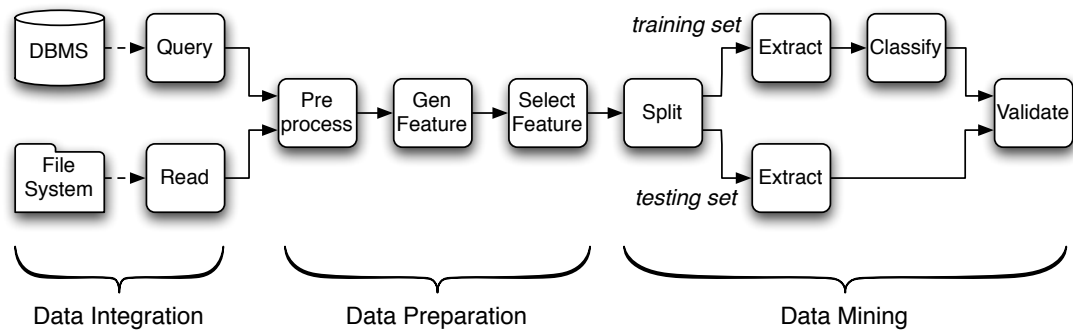 DBMS
Query
File
System
Read
Pre
process
Gen
Feature
Select
Feature
Split
training set
Extract
Classify
testing set
Extract
Validate
Data Integration
Data Preparation
Data Mining